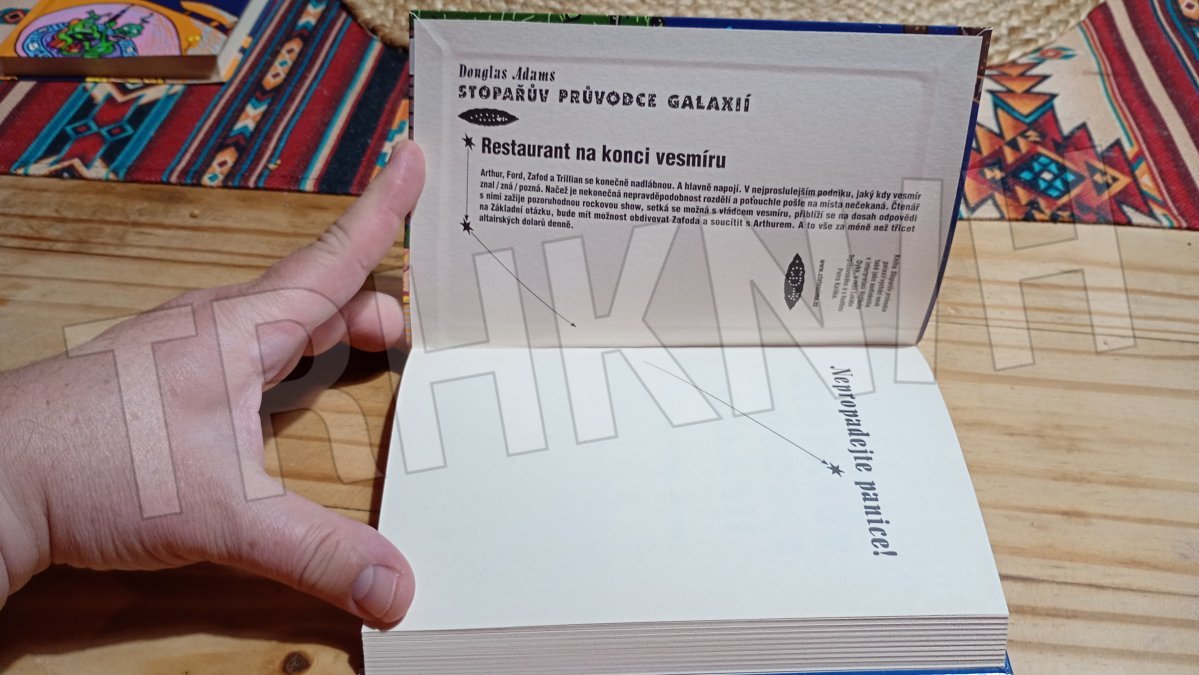 Douglas Adams
STOPAŘŮV PRŮVODCE GALAXIÍ
Restaurant na konci vesmíru
Arthur, Ford, Zafod a Trillian se konečně nadlábnou. A hlavně napojí. V nejproslulejším podniku, jaký kdy vesmír
znal / zná / pozná. Načež je nekonečná nepravděpodobnost rozdělí a poťouchle pošle na místa nečekaná. Čtenář
s nimi zažije pozoruhodnou rockovou show, setká se možná s vládcem vesmíru, přiblíží se na dosah odpovědi
na Základní otázku, bude mít možnost obdivovat Zafoda a soucítit s Arthurem. A to vše za méně než třicet
altairských dolarů denně.
Nepropadejte panice!
TRHKNIH